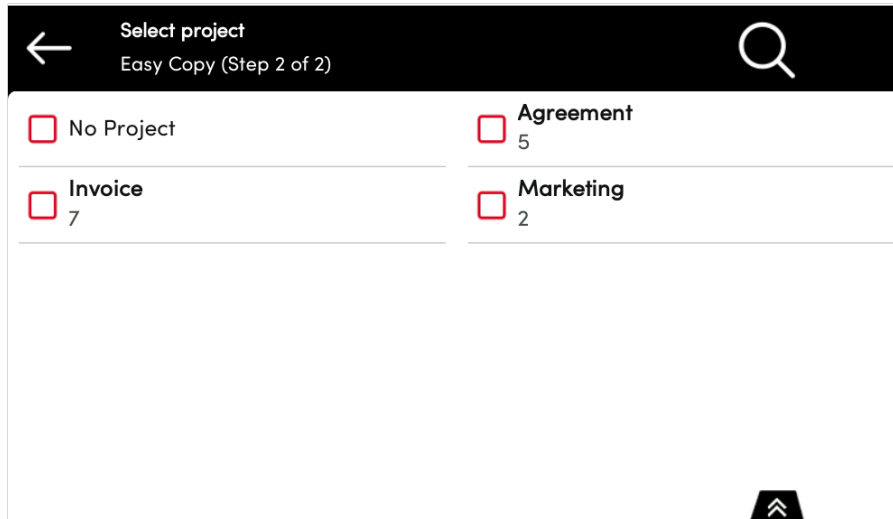 Select project
Easy Copy (Step 2 of 2)
No Project
Agreement
5
Invoice
7
Marketing
2